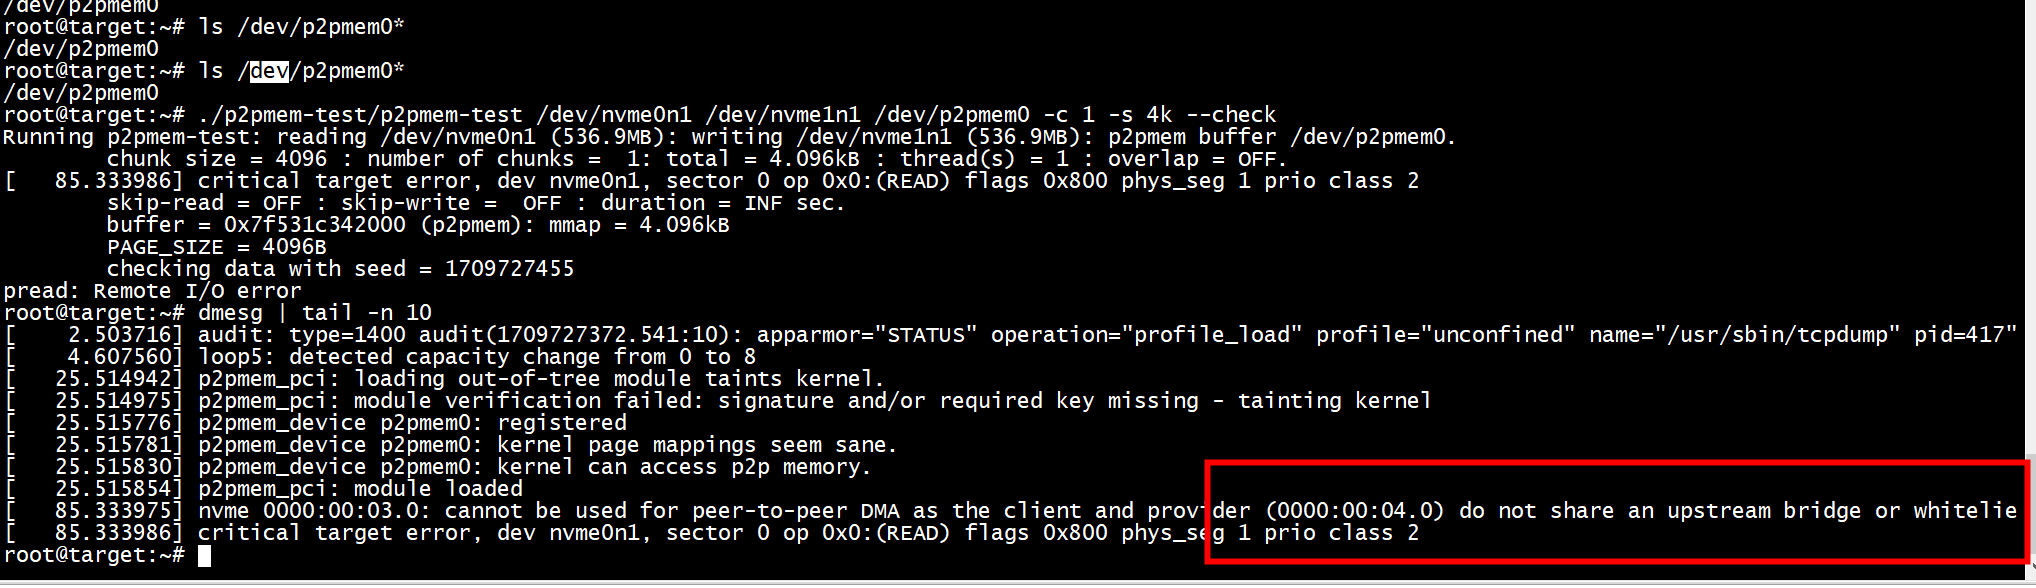 /dev/p2pmem0
root@target:~# ls /dev/p2pmem0*
/dev/p2pmem0
root@target:~# ls /dev/p2pmem0*
/dev/p2pmem0
root@target:~# ./p2pmem-test/p2pmem-test /dev/nvme0n1 /dev/nvme1n1 /dev/p2pmem0 -c 1 -s 4k --check
Running p2pmem-test: reading /dev/nvme0n1 (536.9MB): writing /dev/nvme1n1 (536.9MB): p2pmem buffer /dev/p2pmem0.
        chunk size = 4096 : number of chunks =  1: total = 4.096kB : thread(s) = 1 : overlap = OFF.
[   85.333986] critical target error, dev nvme0n1, sector 0 op 0x0:(READ) flags 0x800 phys_seg 1 prio class 2
        skip-read = OFF : skip-write =  OFF : duration = INF sec.
        buffer = 0x7f531c342000 (p2pmem): mmap = 4.096kB
        PAGE_SIZE = 4096B
        checking data with seed = 1709727455
pread: Remote I/O error
root@target:~# dmesg | tail -n 10
[    2.503716] audit: type=1400 audit(1709727372.541:10): apparmor="STATUS" operation="profile_load" profile="unconfined" name="/usr/sbin/tcpdump" pid=417"
[    4.607560] loop5: detected capacity change from 0 to 8
[   25.514942] p2pmem_pci: loading out-of-tree module taints kernel.
[   25.514975] p2pmem_pci: module verification failed: signature and/or required key missing - tainting kernel
[   25.515776] p2pmem_device p2pmem0: registered
[   25.515781] p2pmem_device p2pmem0: kernel page mappings seem sane.
[   25.515830] p2pmem_device p2pmem0: kernel can access p2p memory.
[   25.515854] p2pmem_pci: module loaded
[   85.333975] nvme 0000:00:03.0: cannot be used for peer-to-peer DMA as the client and provider (0000:00:04.0) do not share an upstream bridge or whitelie
[   85.333986] critical target error, dev nvme0n1, sector 0 op 0x0:(READ) flags 0x800 phys_seg 1 prio class 2
root@target:~#